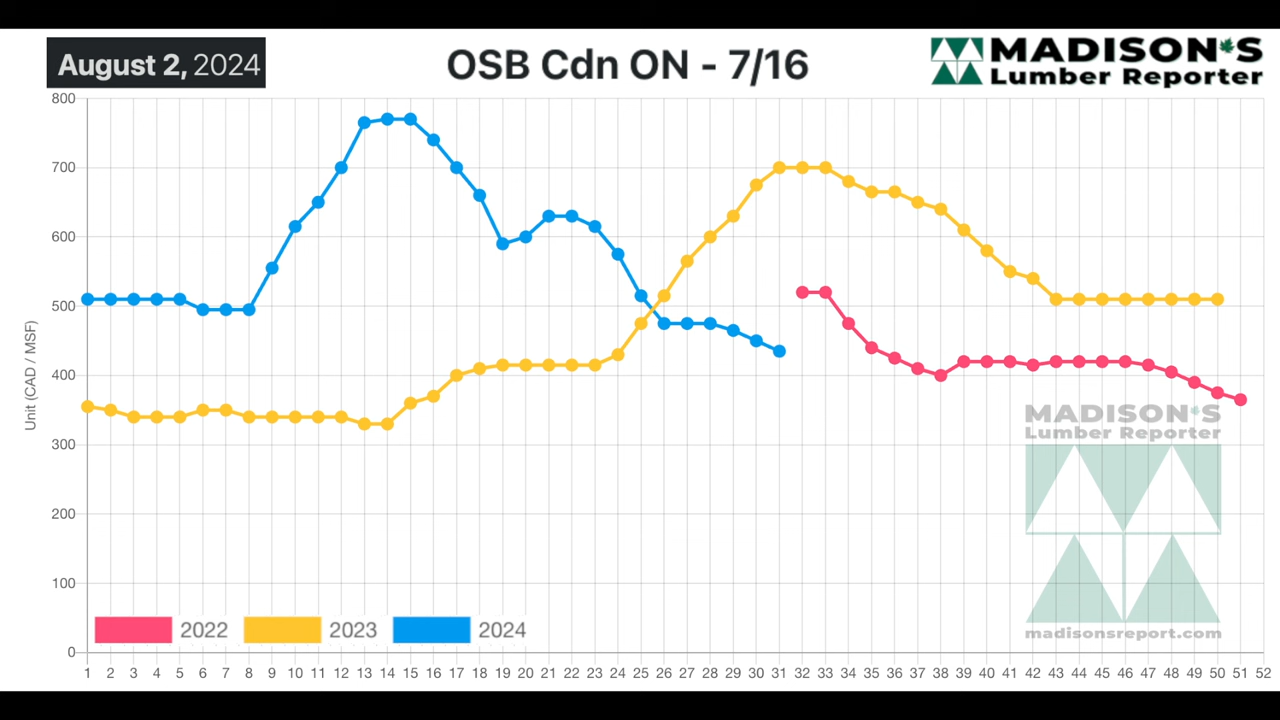 August 2, 2024
OSB Cdn ON - 7/16
MADISON'S
Lumber Reporter
800
700
600
500
400
300
200
100
0
Unit (CAD / MSF)
MADISON'S
Lumber Reporter
madisonsreport.com
2022 2023 2024
1 2 3 4 5 6 7 8 9 10 11 12 13 14 15 16 17 18 19 20 21 22 23 24 25 26 27 28 29 30 31 32 33 34 35 36 37 38 39 40 41 42 43 44 45 46 47 48 49 50 51 52